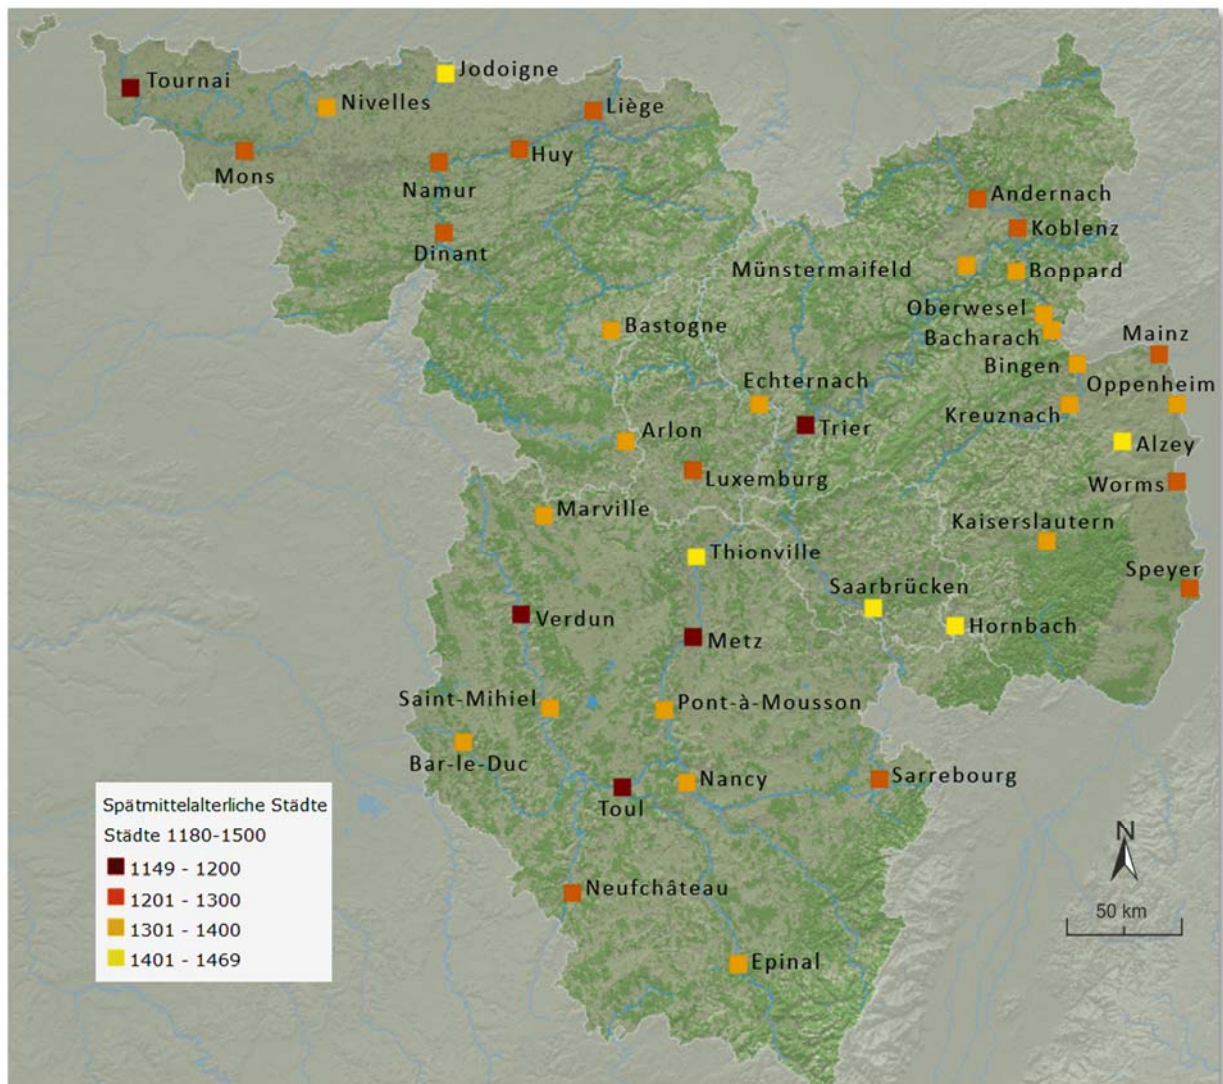 Jodoigne
Tournai
Nivelles
Liège
Huy
Mons
Namur
Andernach
Koblenz
Dinant
Münstermaifeld
Boppard
Oberwesel
Bastogne
Bacharach
Mainz
Bingen
Echternach
Oppenheim
Kreuznach
Trier
Arlon
Alzey
Luxemburg
Worms
Marville
Kaiserslautern
Thionville
Speyer
Saarbrücken
Verdun
Hornbach
Metz
Saint-Mihiel
Pont-à-Mousson
Bar-le-Duc
Nancy
Sarrebourg
Toul
Neufchâteau
Epinal
Spätmittelalterliche Städte
Städte 1180-1500
1149 - 1200
1201 - 1300
1301 - 1400
1401 - 1469
N
50 km